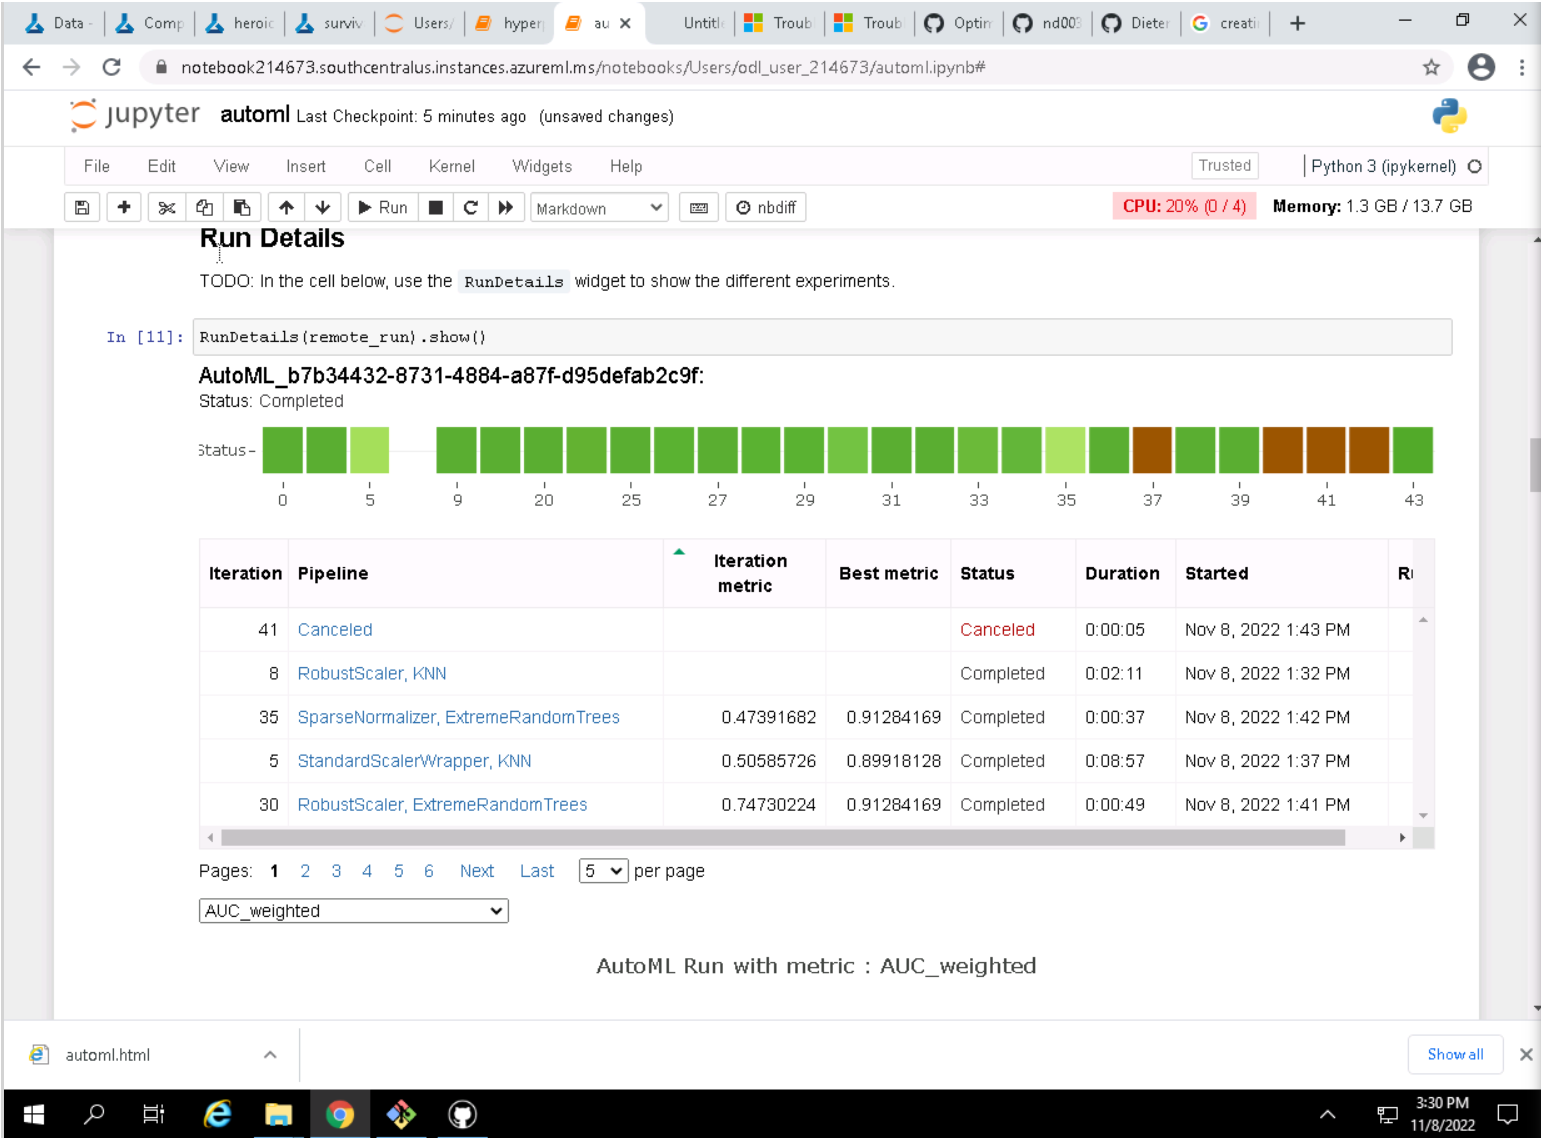 Data -
Comp
heroic
surviv
Users/
hyper
au
Untitle
Troub
Troub
Optim
nd003
Dieter
creati
notebook214673.southcentralus.instances.azureml.ms/notebooks/Users/odl_user_214673/automl.ipynb#
jupyter automl Last Checkpoint: 5 minutes ago (unsaved changes)
File Edit View Insert Cell Kernel Widgets Help Trusted Python 3 (ipykernel)
Run Markdown nbdiff CPU: 20% (0 / 4) Memory: 1.3 GB / 13.7 GB
Run Details
TODO: In the cell below, use the RunDetails widget to show the different experiments.
In [11]: RunDetails(remote_run).show()
AutoML_b7b34432-8731-4884-a87f-d95defab2c9f:
Status: Completed
Status
0 5 9 20 25 27 29 31 33 35 37 39 41 43
Iteration Pipeline Iteration metric Best metric Status Duration Started R
41 Canceled Canceled 0:00:05 Nov 8, 2022 1:43 PM
8 RobustScaler, KNN Completed 0:02:11 Nov 8, 2022 1:32 PM
35 SparseNormalizer, ExtremeRandomTrees 0.47391682 0.91284169 Completed 0:00:37 Nov 8, 2022 1:42 PM
5 StandardScalerWrapper, KNN 0.50585726 0.89918128 Completed 0:08:57 Nov 8, 2022 1:37 PM
30 RobustScaler, ExtremeRandomTrees 0.74730224 0.91284169 Completed 0:00:49 Nov 8, 2022 1:41 PM
Pages: 1 2 3 4 5 6 Next Last 5 per page
AUC_weighted
AutoML Run with metric : AUC_weighted
automl.html
Show all
3:30 PM
11/8/2022